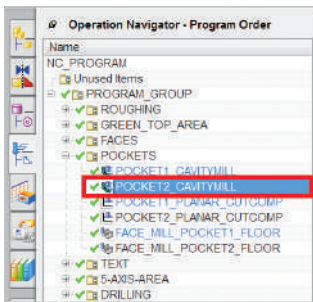 Operation Navigator - Program Order
Name
NC_PROGRAM
Unused Items
PROGRAM_GROUP
ROUGHING
GREEN_TOP_AREA
FACES
POCKETS
POCKET1_CAVITYMILL
POCKET2_CAVITYMILL
POCKET1_PLANAR_CUTCOMP
POCKET2_PLANAR_CUTCOMP
FACE_MILL_POCKET1_FLOOR
FACE_MILL_POCKET2_FLOOR
TEXT
5-AXIS-AREA
DRILLING